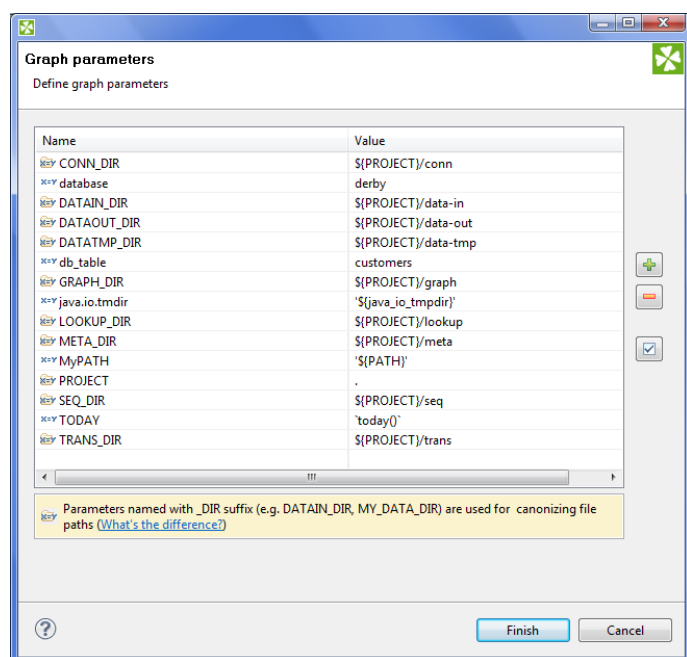 Graph parameters
Define graph parameters
Name Value
CONN_DIR ${PROJECT}/conn
database derby
DATAIN_DIR ${PROJECT}/data-in
DATAOUT_DIR ${PROJECT}/data-out
DATATMP_DIR ${PROJECT}/data-tmp
db_table customers
GRAPH_DIR ${PROJECT}/graph
java.io.tmdir '${java_io_tmpdir}'
LOOKUP_DIR ${PROJECT}/lookup
META_DIR ${PROJECT}/meta
MyPATH '${PATH}'
PROJECT .
SEQ_DIR ${PROJECT}/seq
TODAY `today()`
TRANS_DIR ${PROJECT}/trans
Parameters named with _DIR suffix (e.g. DATAIN_DIR, MY_DATA_DIR) are used for canonizing file
paths (What's the difference?)
Finish Cancel